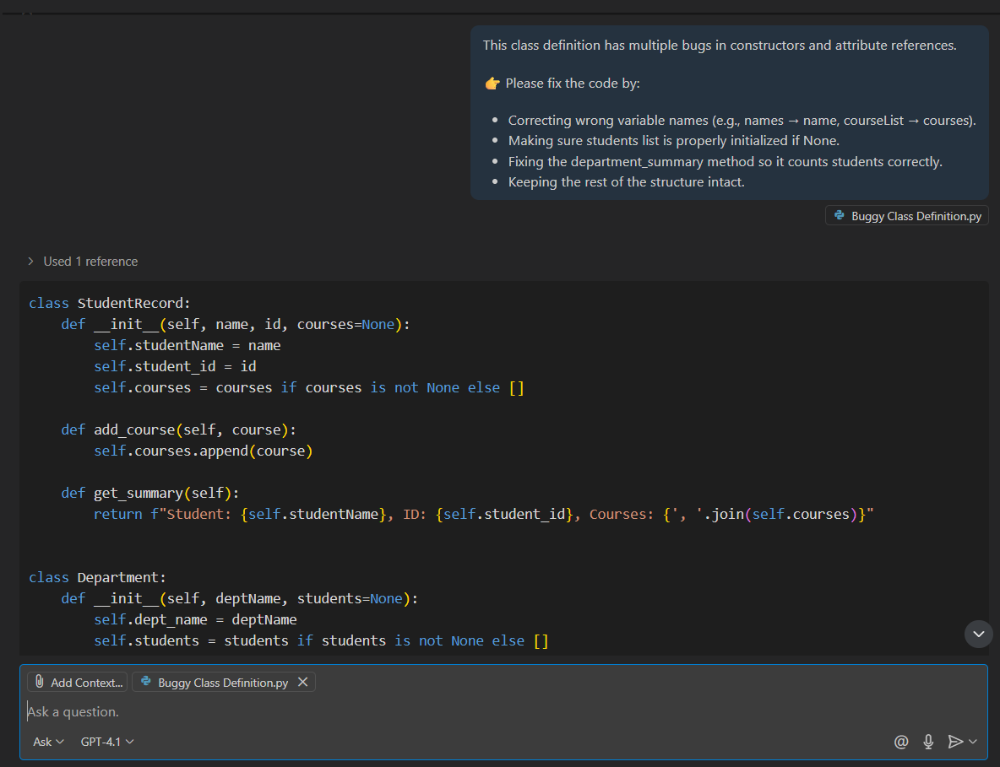 This class definition has multiple bugs in constructors and attribute references.
👉 Please fix the code by:
• Correcting wrong variable names (e.g., names → name, courseList → courses).
• Making sure students list is properly initialized if None.
• Fixing the department_summary method so it counts students correctly.
• Keeping the rest of the structure intact.
Buggy Class Definition.py
Used 1 reference
class StudentRecord:
    def __init__(self, name, id, courses=None):
        self.studentName = name
        self.student_id = id
        self.courses = courses if courses is not None else []
    def add_course(self, course):
        self.courses.append(course)
    def get_summary(self):
        return f"Student: {self.studentName}, ID: {self.student_id}, Courses: {', '.join(self.courses)}"
class Department:
    def __init__(self, deptName, students=None):
        self.dept_name = deptName
        self.students = students if students is not None else []
Add Context... Buggy Class Definition.py
Ask a question.
Ask GPT-4.1 @